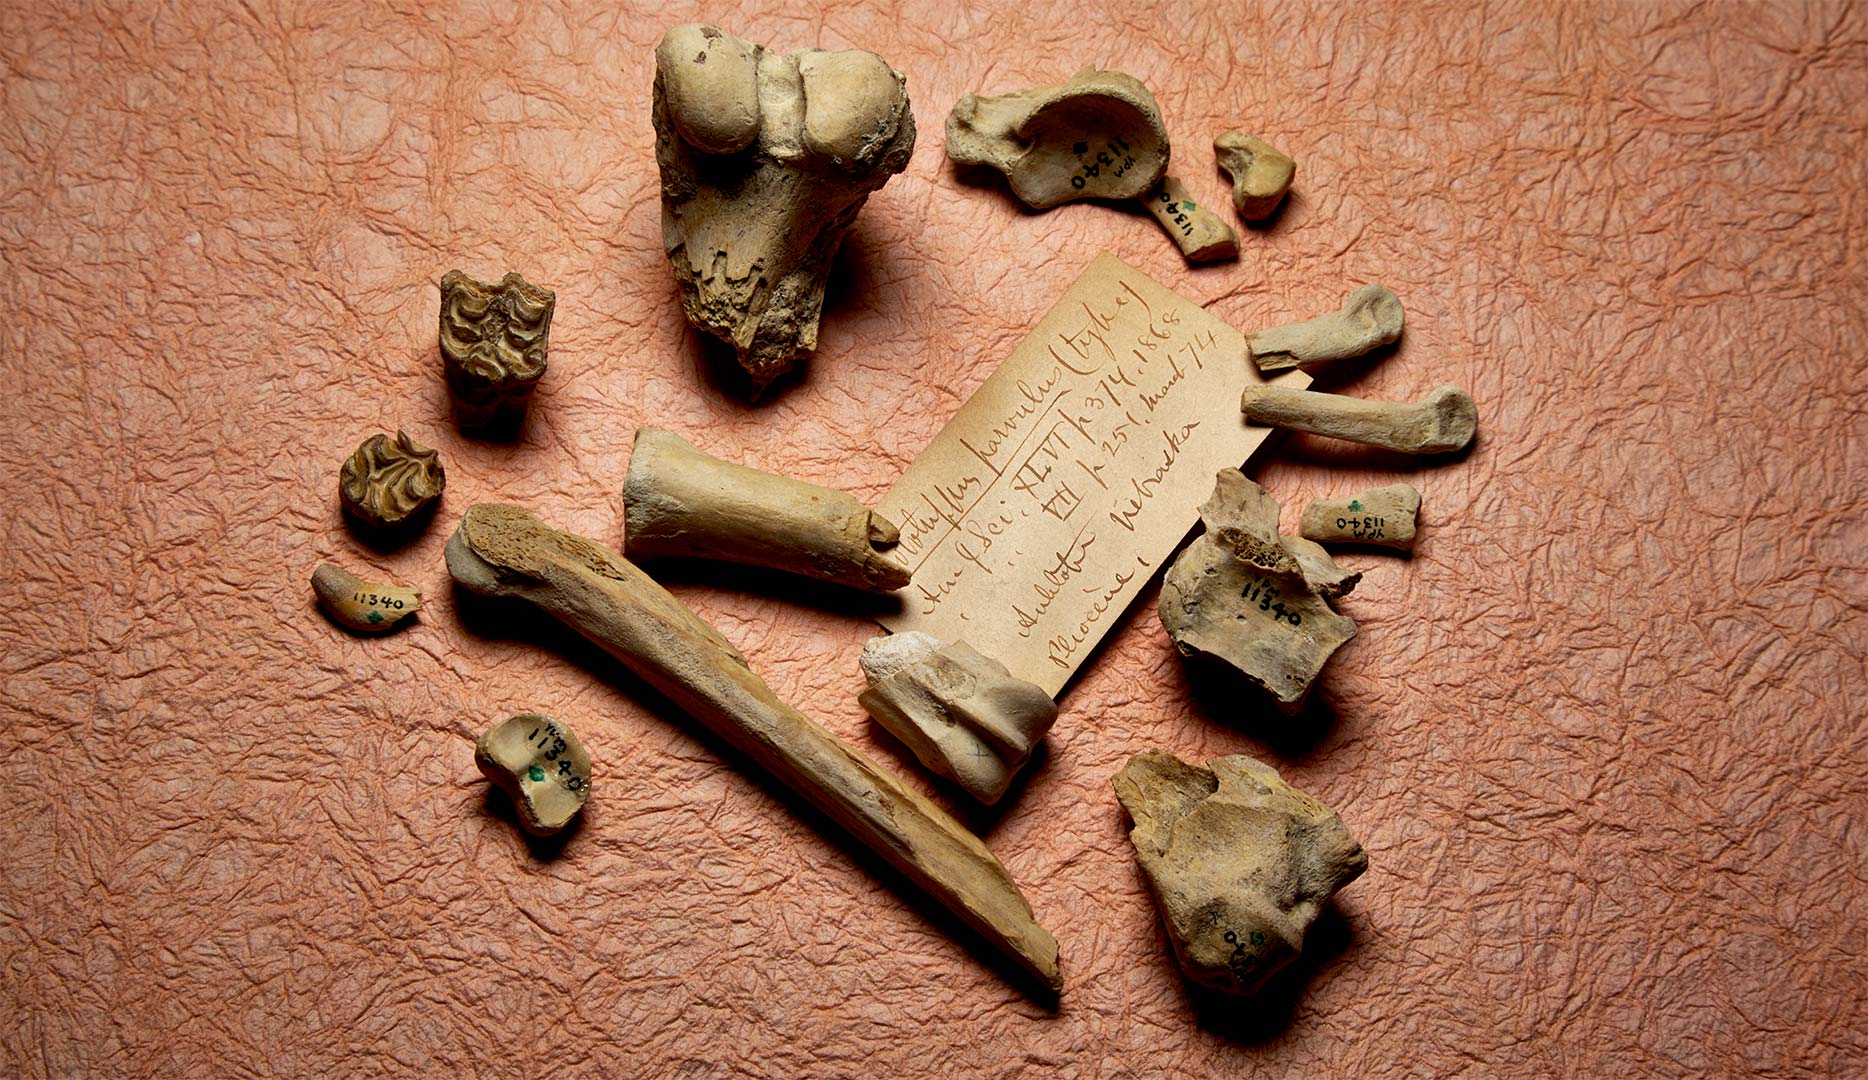 YPM
11340
11340
rotohippus parvulus (type)
Am J Sci. XLVI p 374, 1868
" " VII p 251. March 74
Antelope Nebraska
Pliocene.
YPM
11340
YPM
11340
11340
YPM
11340